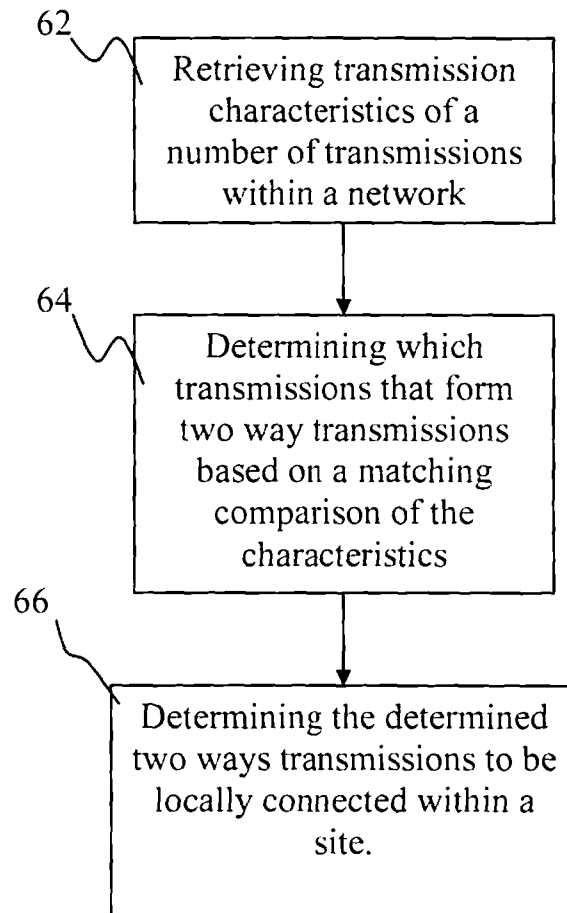 62
Retrieving transmission
characteristics of a
number of transmissions
within a network
64
Determining which
transmissions that form
two way transmissions
based on a matching
comparison of the
characteristics
66
Determining the determined
two ways transmissions to be
locally connected within a
site.